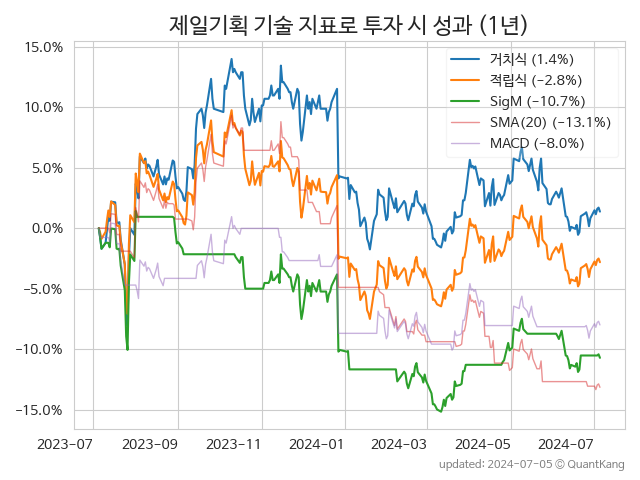 제일기획 기술 지표로 투자 시 성과 (1년)
15.0%
10.0%
5.0%
0.0%
−5.0%
−10.0%
−15.0%
거치식 (1.4%)
적립식 (−2.8%)
SigM (−10.7%)
SMA(20) (−13.1%)
MACD (−8.0%)
2023-07 2023-09 2023-11 2024-01 2024-03 2024-05 2024-07
updated: 2024-07-05 © QuantKang